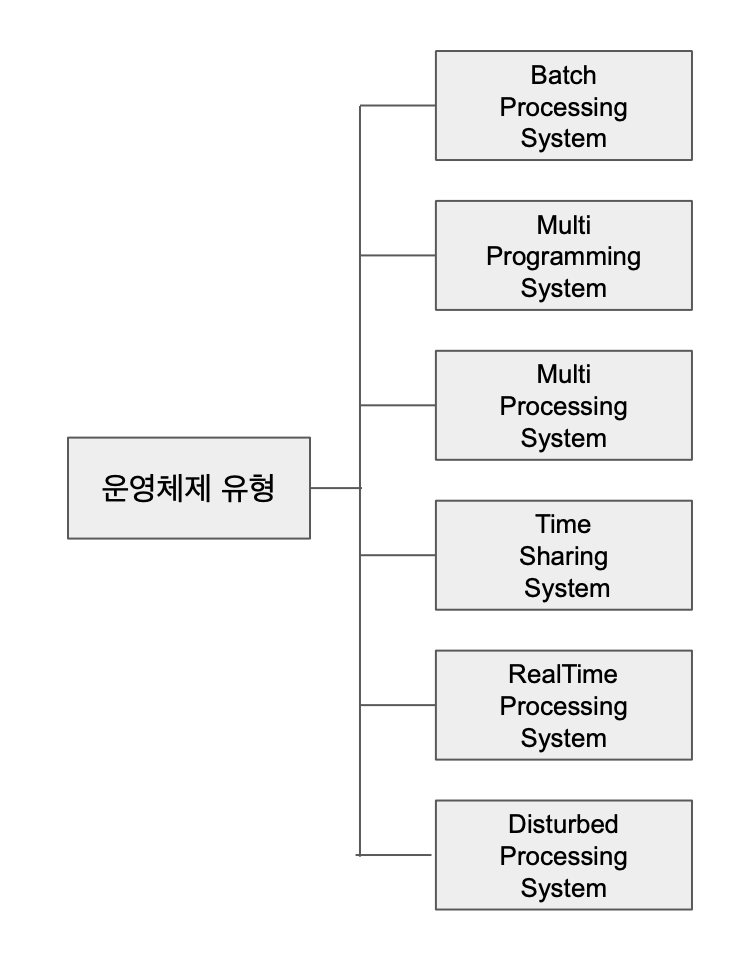 Batch
Processing
System
Multi
Programming
System
Multi
Processing
System
운영체제 유형
Time
Sharing
System
RealTime
Processing
System
Disturbed
Processing
System